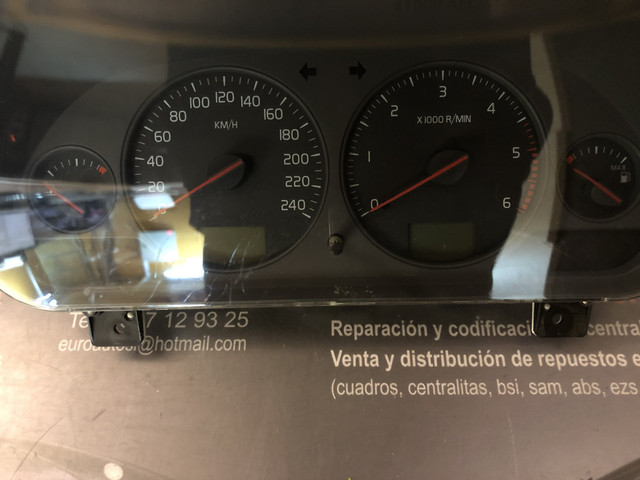 KM/H
20
40
60
80
100
120
140
160
180
200
220
240
X1000 R/MIN
0
1
2
3
4
5
6
MAX
7 12 93 25
@hotmail.com
Reparación y codificaci
Venta y distribución de repuestos e
(cuadros, centralitas, bsi, sam, abs, ezs